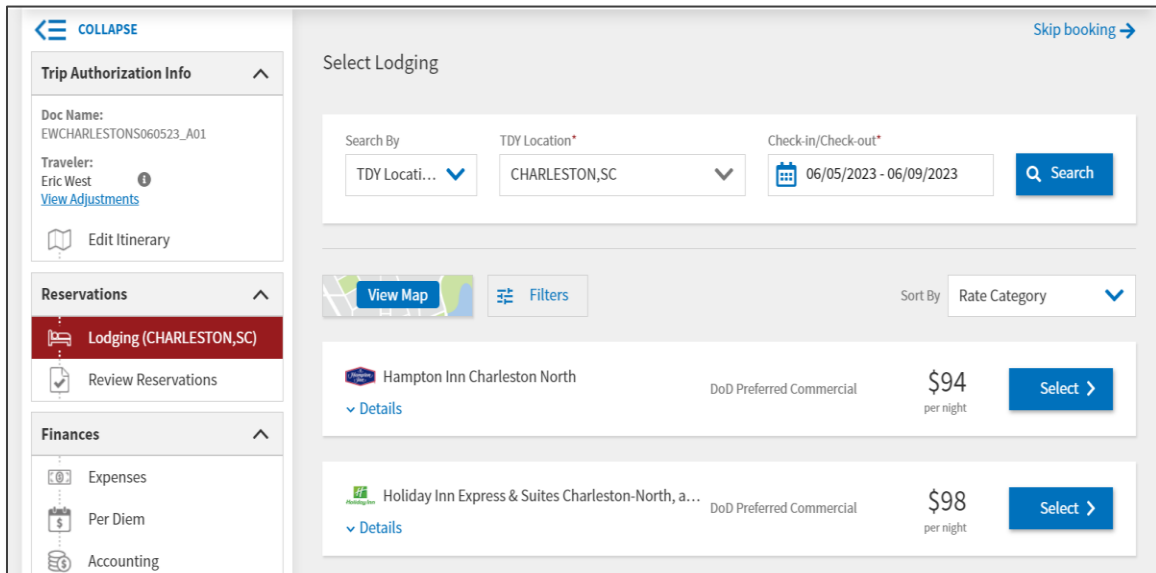 COLLAPSE
Skip booking
Trip Authorization Info
Doc Name:
EWCHARLESTONS060523_A01
Traveler:
Eric West
View Adjustments
Edit Itinerary
Reservations
Lodging (CHARLESTON,SC)
Review Reservations
Finances
Expenses
Per Diem
Accounting
Select Lodging
Search By
TDY Location*
Check-in/Check-out*
TDY Locati...
CHARLESTON,SC
06/05/2023 - 06/09/2023
Search
View Map
Filters
Sort By
Rate Category
Hampton Inn Charleston North
Details
DoD Preferred Commercial
$94
per night
Select
Holiday Inn Express & Suites Charleston-North, a...
Details
DoD Preferred Commercial
$98
per night
Select